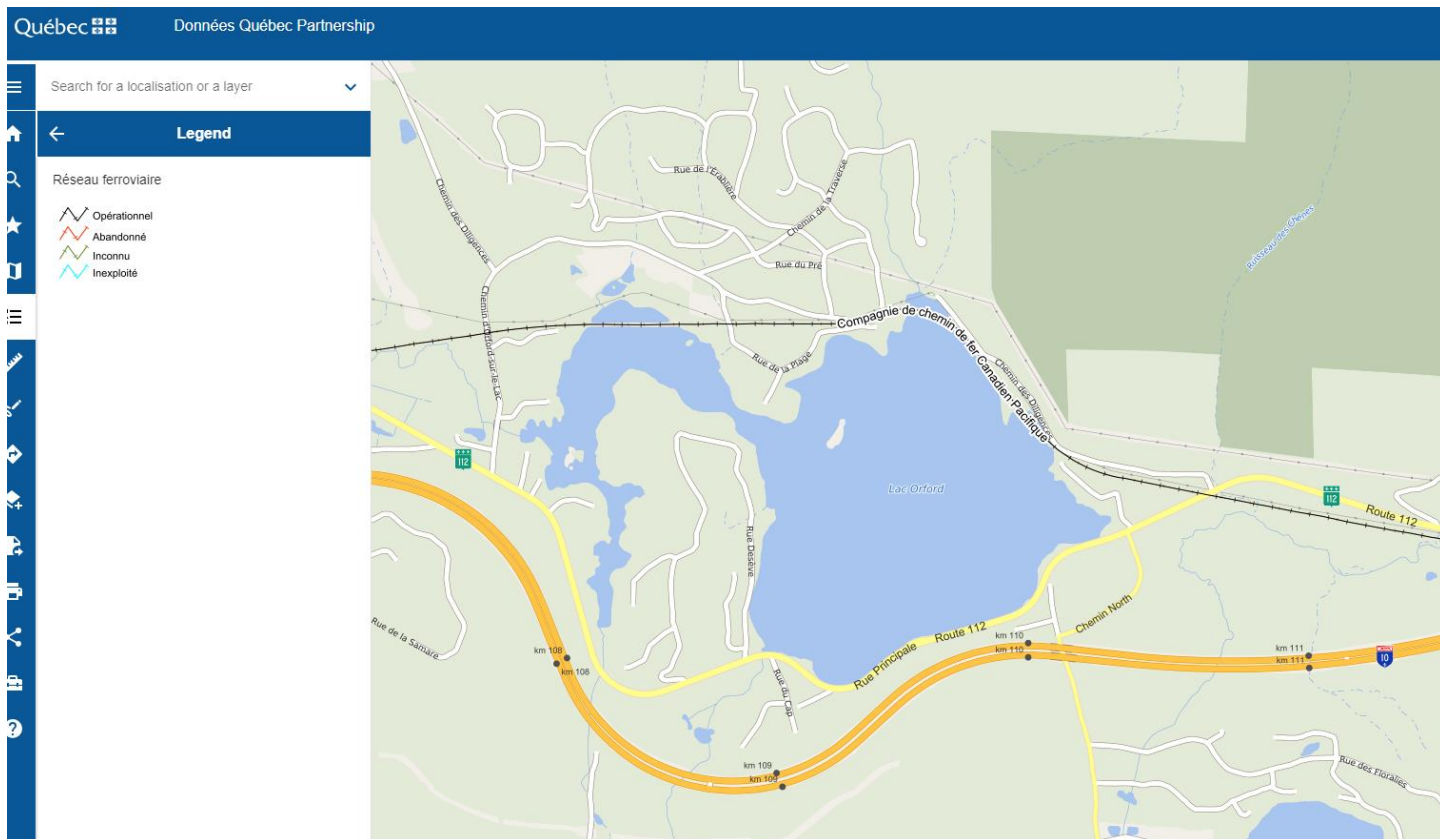 Québec
Données Québec Partnership
Search for a localisation or a layer
Legend
Réseau ferroviaire
Opérationnel
Abandonné
Inconnu
Inexploité
Rue de l'Érablière
Chemin de la Traverse
Chemin des Diligences
Rue du Pré
Ruisseau des Chênes
Chemin d'Orford-sur-le-Lac
Compagnie de chemin de fer Canadien Pacifique
Rue de la Plage
Chemin des Diligences
112
Lac Orford
112
Route 112
Rue Desève
Chemin North
Rue de la Samare
Rue Principale
Route 112
km 110
km 110
km 108
km 108
km 111
km 111
10
Rue du Cap
km 109
km 109
Rue des Floralies